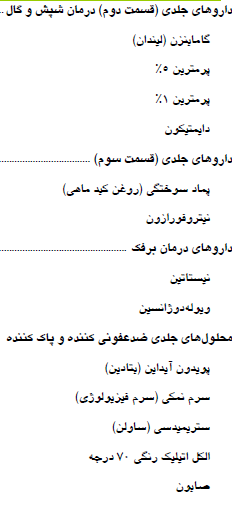 داروهای جلدی (قسمت دوم) درمان شپش و گال ..
گامابنزن (لیندان)
پرمترین ۵٪
پرمترین ۱٪
دایمتیکون
داروهای جلدی (قسمت سوم) ....................................
پماد سوختگی (روغن کبد ماهی)
نیتروفورازون
داروهای درمان برفک ..................................................
نیستاتین
ویوله‌دوژانسین
محلول‌های جلدی ضدعفونی کننده و پاک کننده
پویدون آیداین (بتادین)
سرم نمکی (سرم فیزیولوژی)
ستریمیدسی (ساولن)
الکل اتیلیک رنگی ۷۰ درجه
صابون